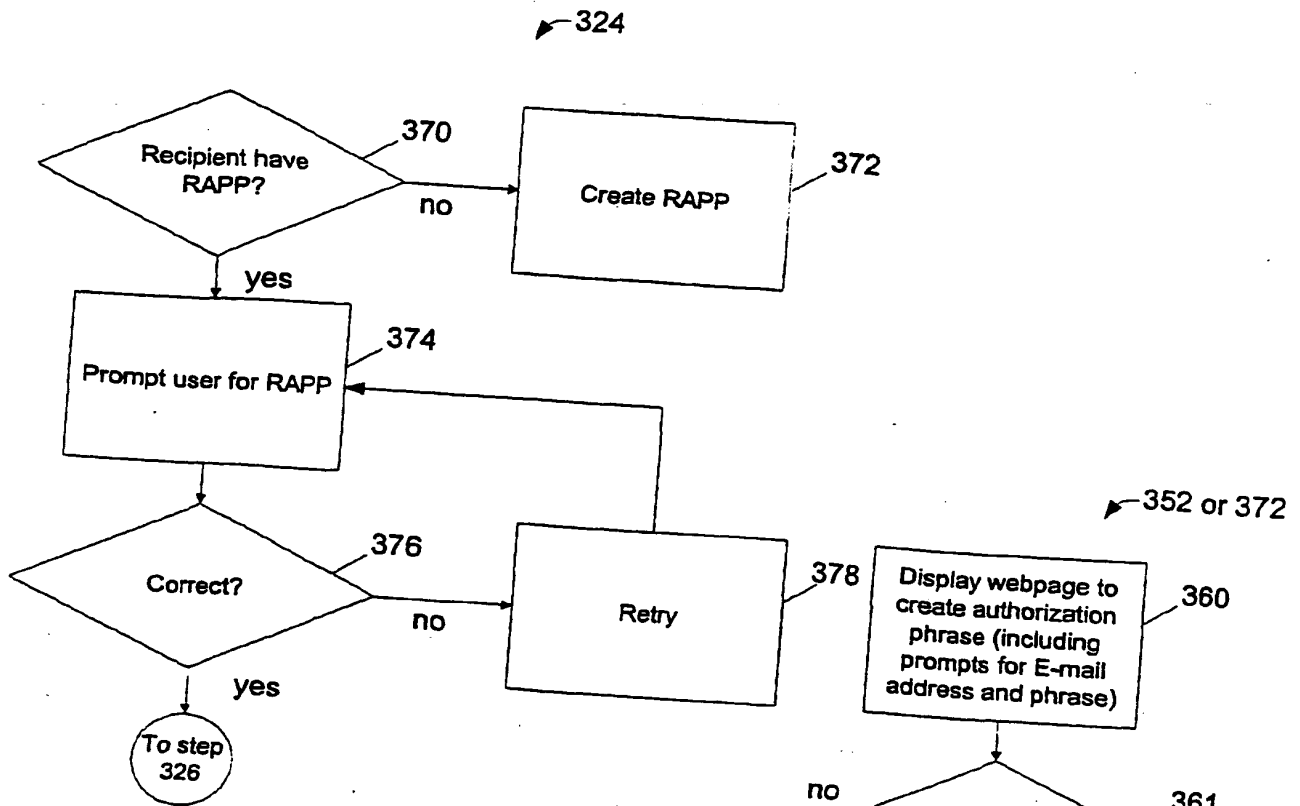 324
Recipient have
RAPP?
370
no
Create RAPP
372
yes
Prompt user for RAPP
374
Correct?
376
no
Retry
378
yes
To step
326
352 or 372
Display webpage to
create authorization
phrase (including
prompts for E-mail
address and phrase)
360
no
361